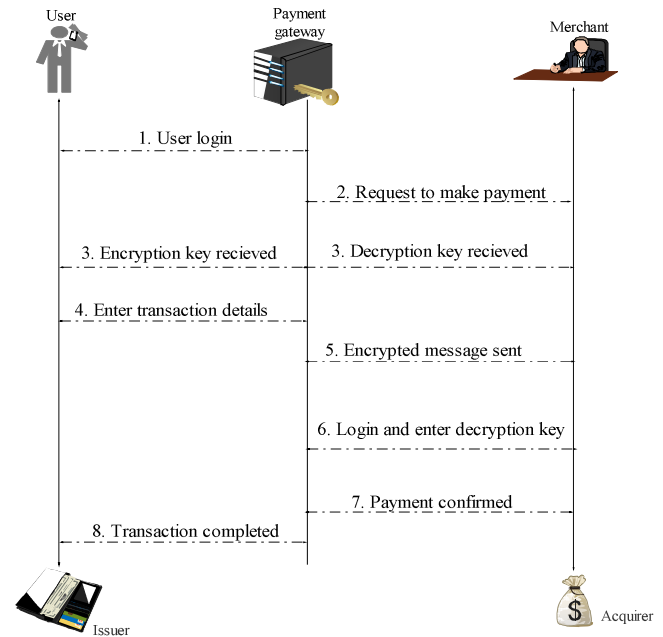 User
Payment
gateway
Merchant
1. User login
2. Request to make payment
3. Encryption key recieved
3. Decryption key recieved
4. Enter transaction details
5. Encrypted message sent
6. Login and enter decryption key
7. Payment confirmed
8. Transaction completed
$
Issuer
Acquirer